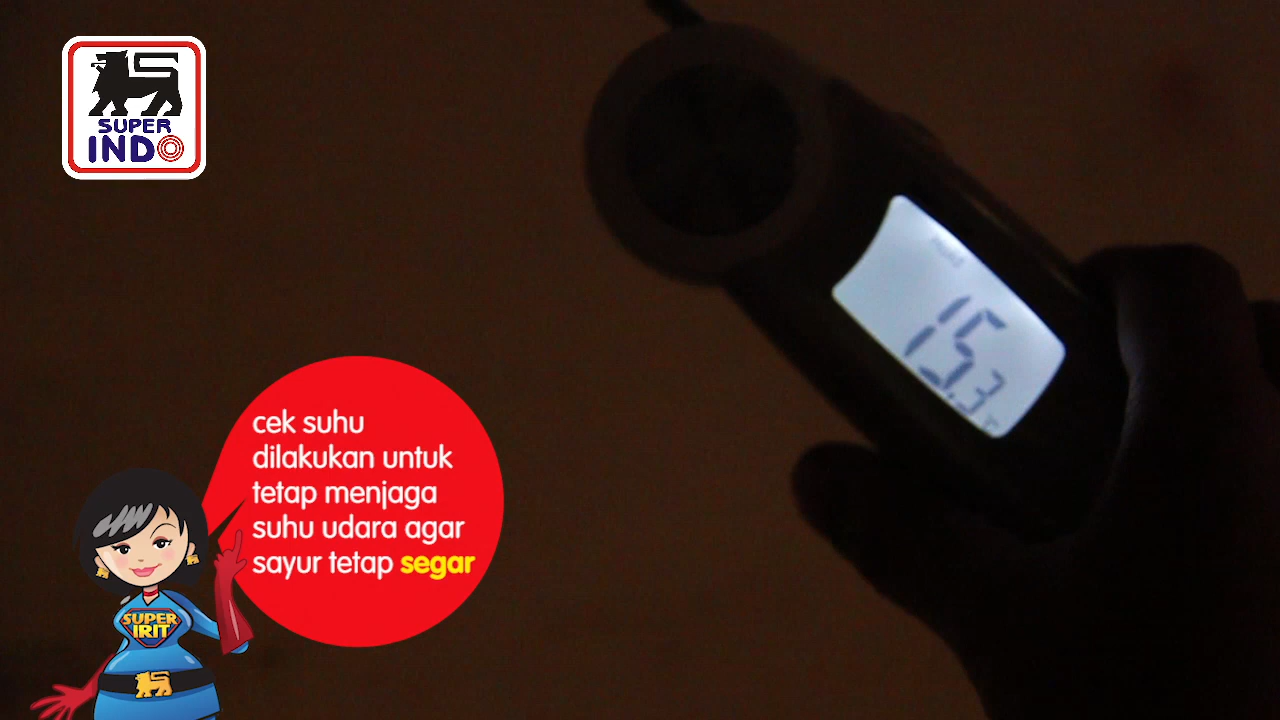 SUPER
INDO
15.3
cek suhu
dilakukan untuk
tetap menjaga
suhu udara agar
sayur tetap segar
SUPER
IRIT